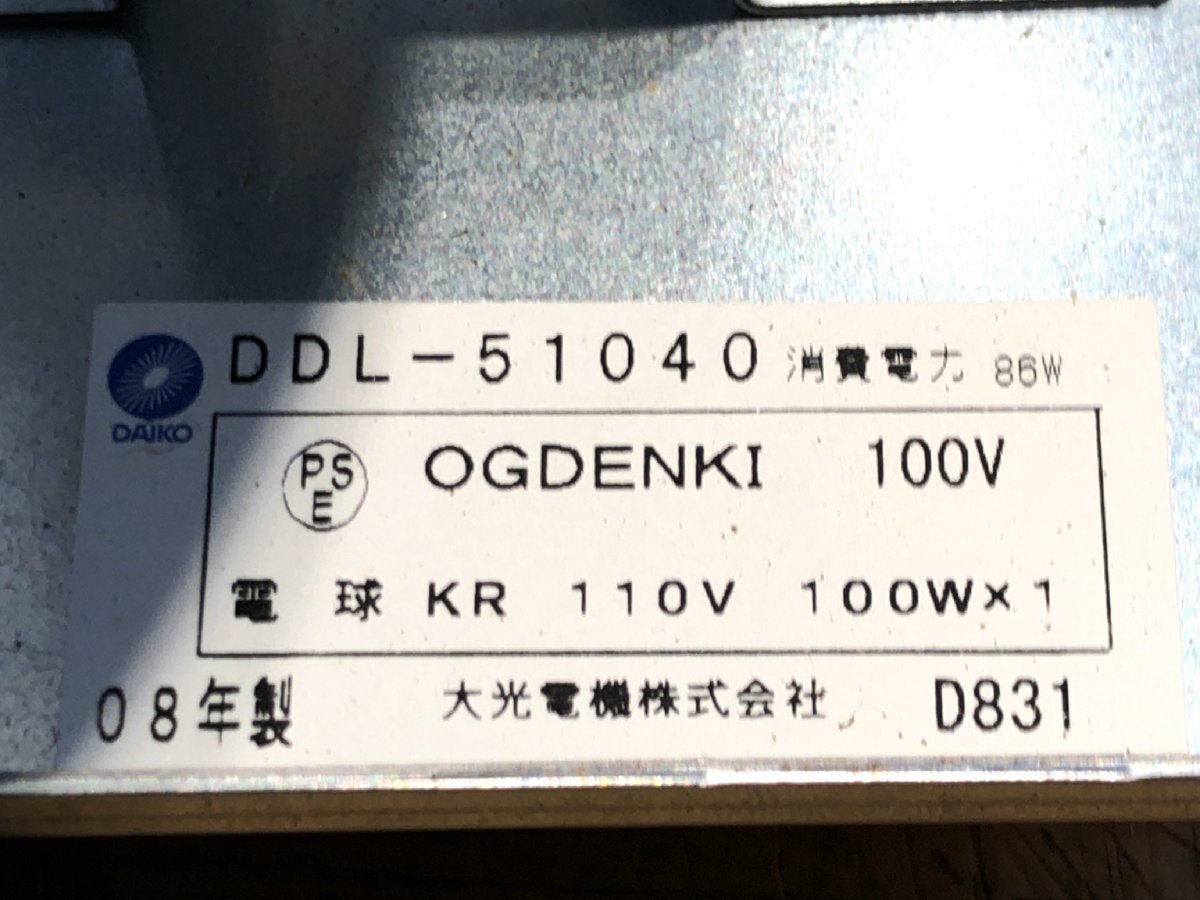 DDL-51040 消費電力 86W
DAIKO
PS
E
OGDENKI 100V
電球 KR 110V 100W×1
08年製 大光電機株式会社 D831